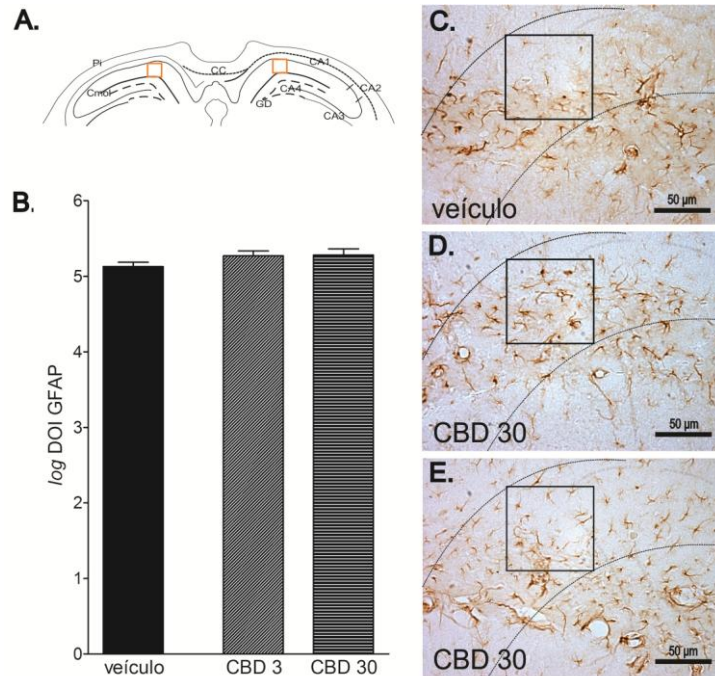 A.
Pi
CC
CA1
CA2
Cmol
CA4
GD
CA3
B.
6
5
4
3
2
1
0
log DOI GFAP
veículo
CBD 3
CBD 30
C.
veículo
50 µm
D.
CBD 30
50 µm
E.
CBD 30
50 µm